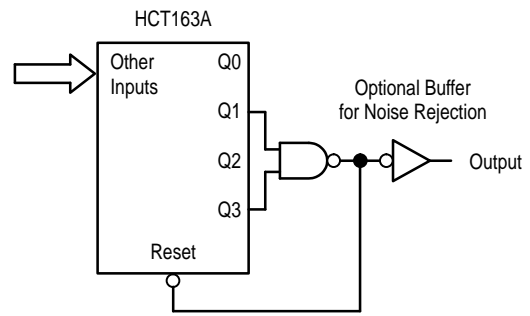 HCT163A
Other
Inputs
Q0
Q1
Q2
Q3
Reset
Optional Buffer
for Noise Rejection
Output